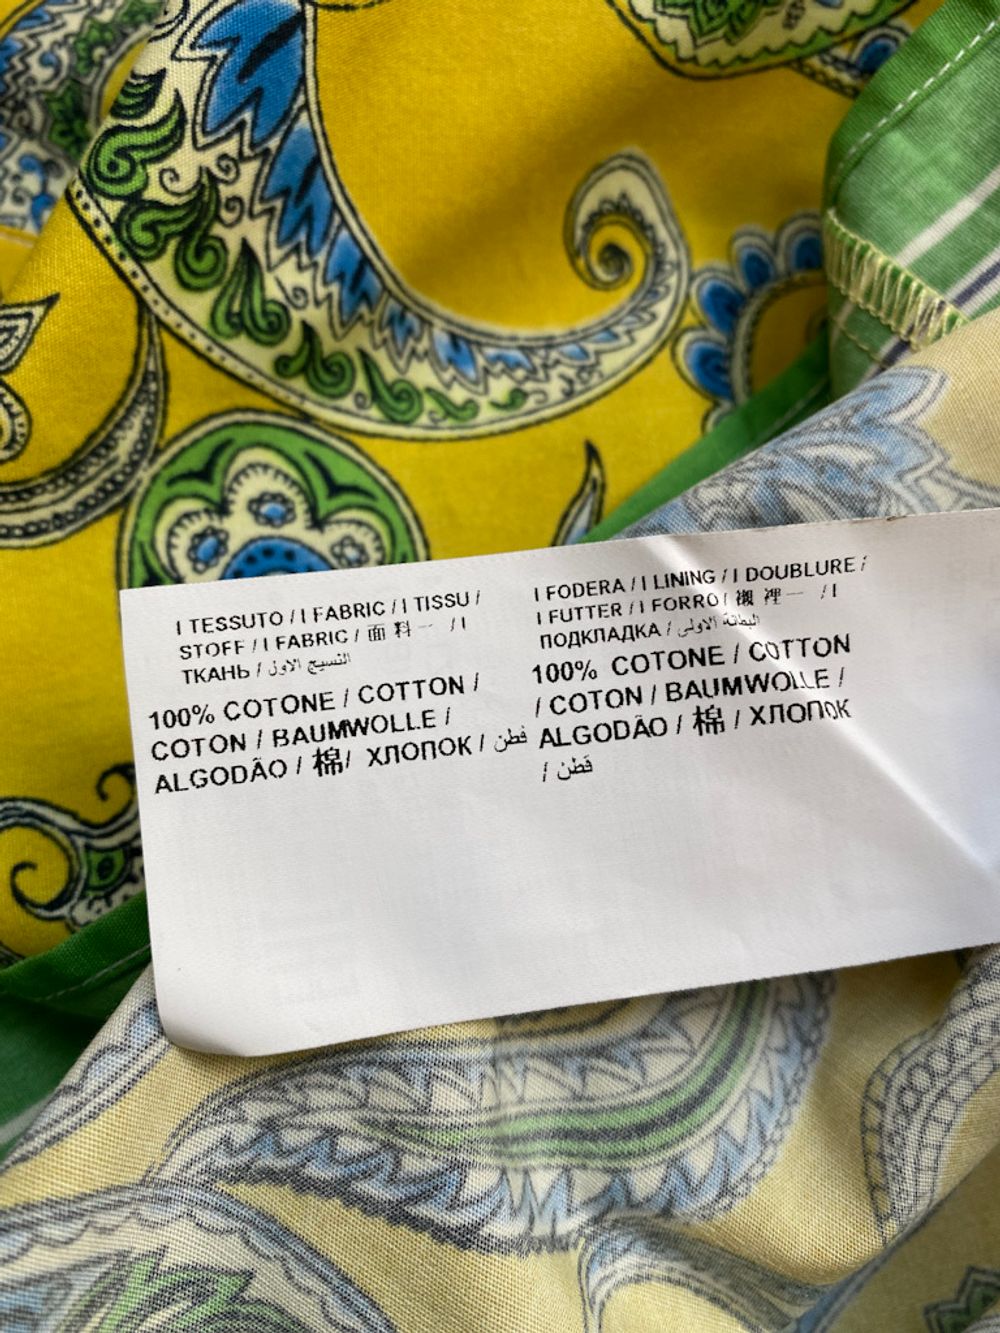 I TESSUTO / I FABRIC / I TISSU /
STOFF / I FABRIC / 面 料 一 / I
ТКАНЬ / النسيج الاول
100% COTONE / COTTON /
COTON / BAUMWOLLE /
ALGODÃO / 棉/ ХЛОПОК / قطن
I FODERA / I LINING / I DOUBLURE /
I FUTTER / I FORRO / 襯 裡 一 / I
ПОДКЛАДКА / البطانة الاولى
100% COTONE / COTTON
/ COTON / BAUMWOLLE /
ALGODÃO / 棉 / ХЛОПОК
/ قطن